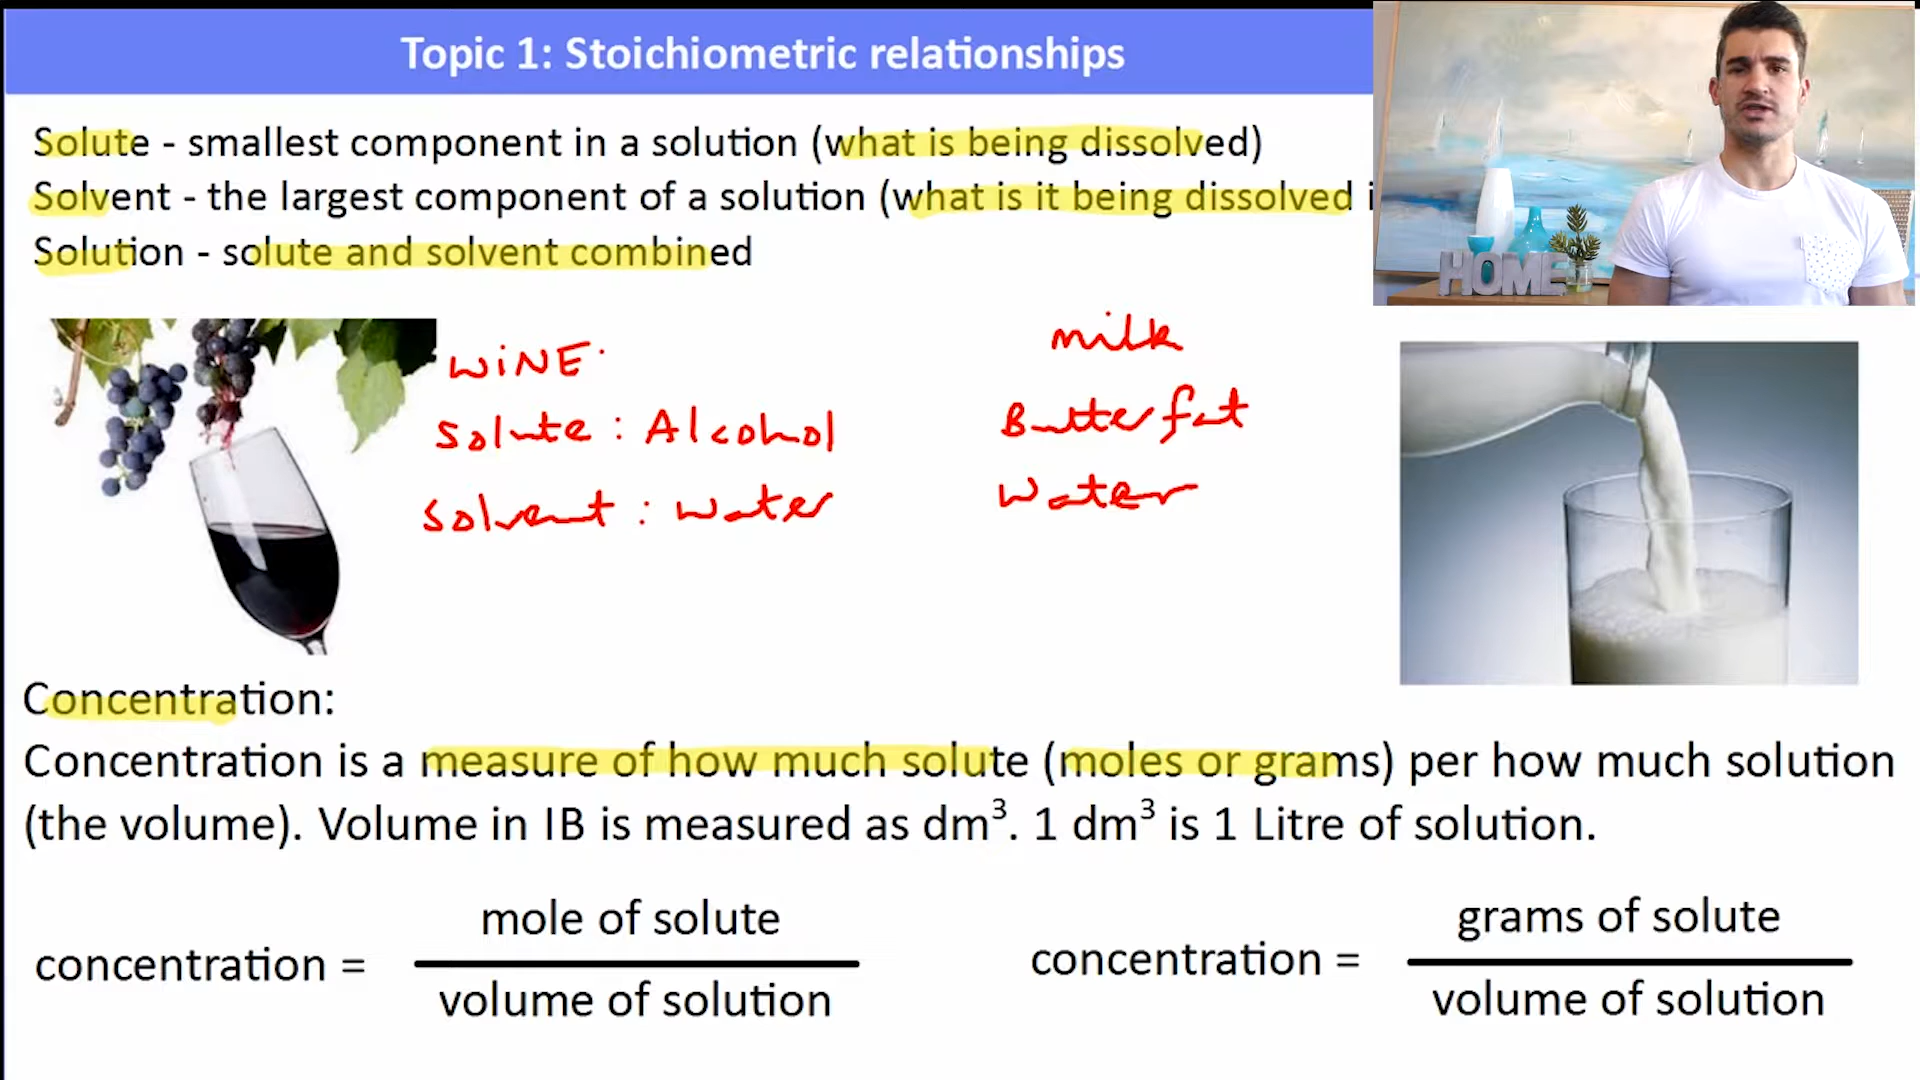 Topic 1: Stoichiometric relationships
Solute - smallest component in a solution (what is being dissolved)
Solvent - the largest component of a solution (what is it being dissolved i
Solution - solute and solvent combined
HOME
WiNE:
Solute : Alcohol
Solvent : Water
milk
Butterfat
Water
Concentration:
Concentration is a measure of how much solute (moles or grams) per how much solution
(the volume). Volume in IB is measured as dm³. 1 dm³ is 1 Litre of solution.
concentration = mole of solute
volume of solution
concentration = grams of solute
volume of solution